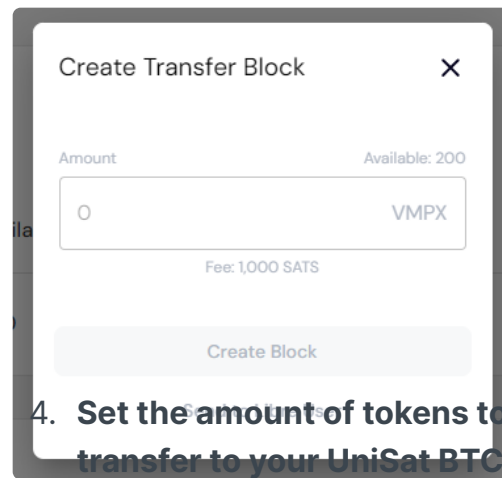 Create Transfer Block
Amount Available: 200
0 VMPX
ila
Fee: 1,000 SATS
Create Block
4. Set the amount of tokens to
transfer to your UniSat BTC